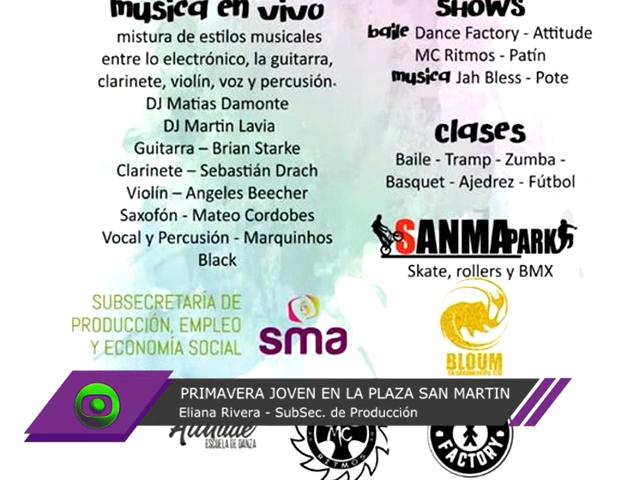 musica en vivo
mistura de estilos musicales
entre lo electrónico, la guitarra,
clarinete, violín, voz y percusión.
DJ Matias Damonte
DJ Martin Lavia
Guitarra – Brian Starke
Clarinete – Sebastián Drach
Violín – Angeles Beecher
Saxofón - Mateo Cordobes
Vocal y Percusión - Marquinhos
Black
SHOWS
baile Dance Factory - Attitude
MC Ritmos - Patín
musica Jah Bless - Pote
clases
Baile - Tramp - Zumba -
Basquet - Ajedrez - Fútbol
SANMAPARK
Skate, rollers y BMX
SUBSECRETARÍA DE
PRODUCCIÓN, EMPLEO
Y ECONOMÍA SOCIAL
sma
BLOUM
PRIMAVERA JOVEN EN LA PLAZA SAN MARTIN
Eliana Rivera - SubSec. de Producción
Attitude
ESCUELA DE DANZA
MC
RITMOS
FACTORY